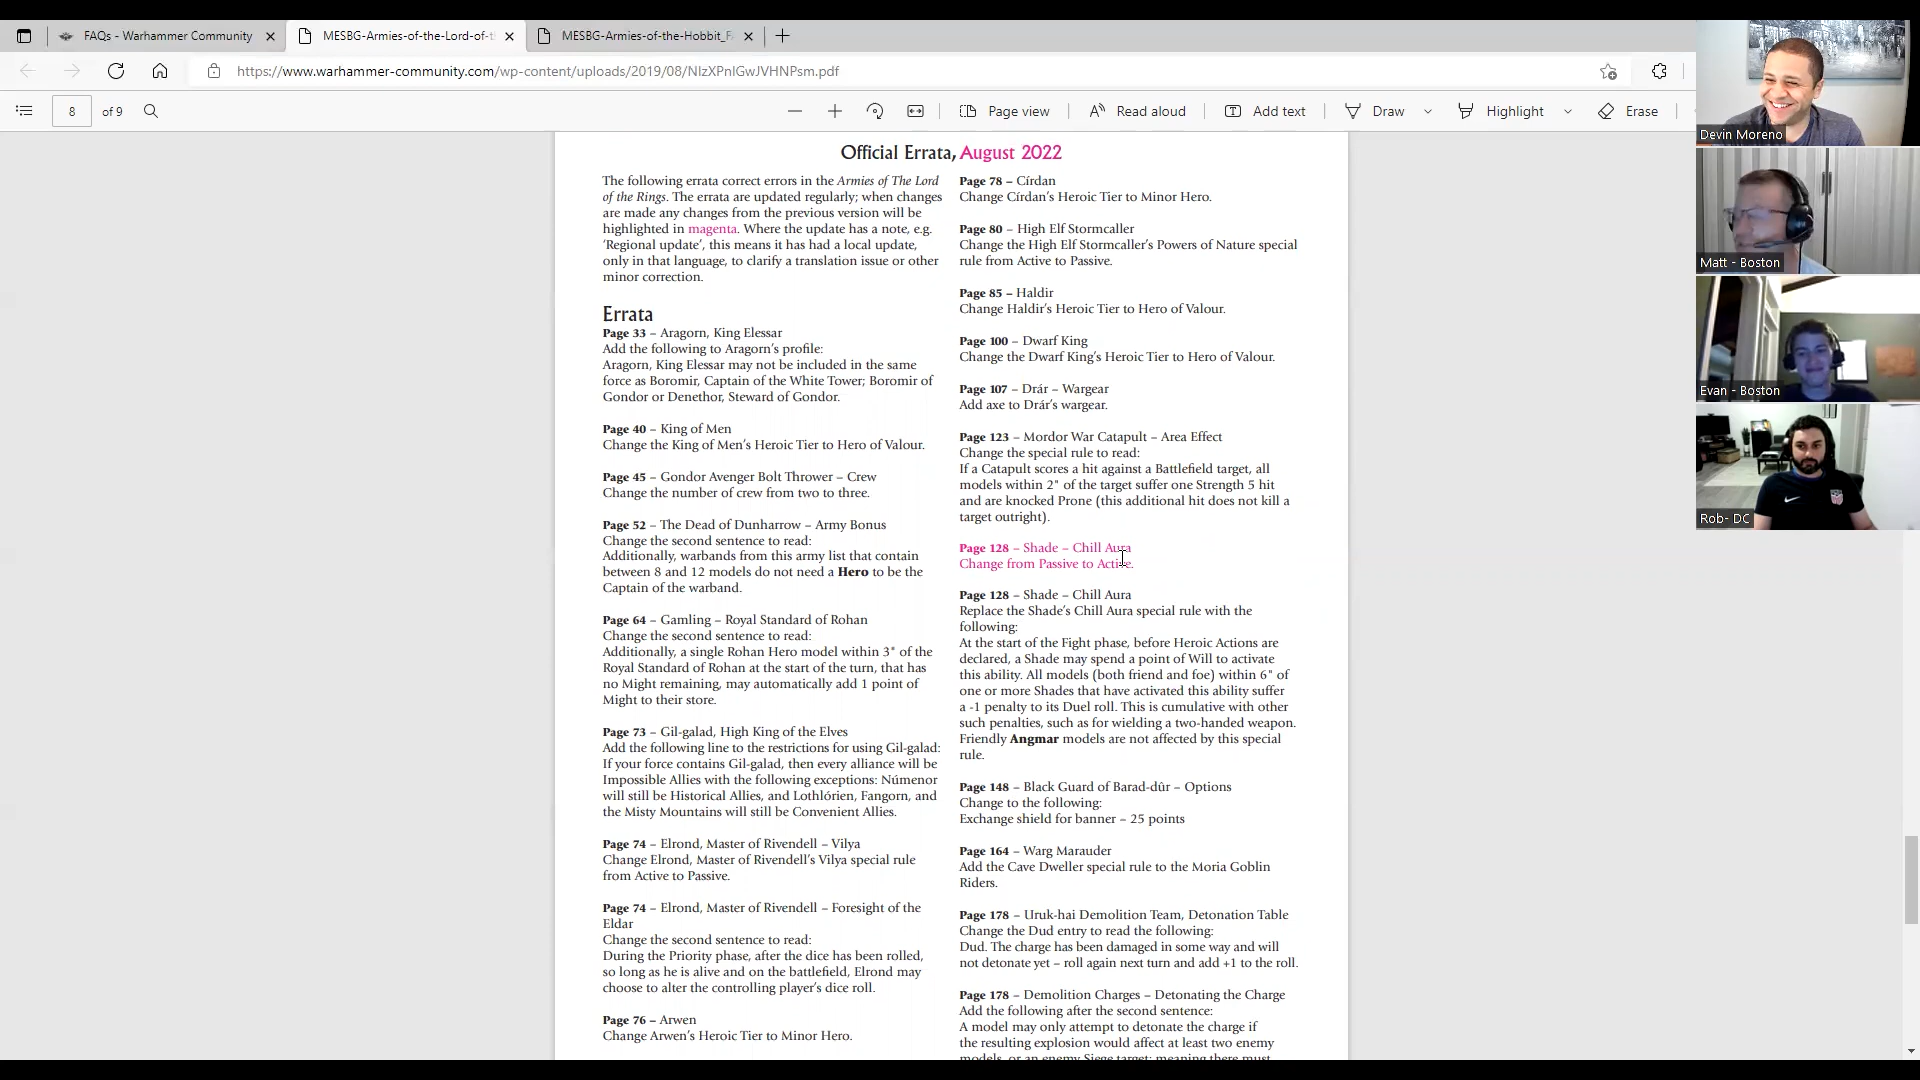 FAQs - Warhammer Community
MESBG-Armies-of-the-Lord-of-t
MESBG-Armies-of-the-Hobbit_F
https://www.warhammer-community.com/wp-content/uploads/2019/08/NIzXPnIGwJVHNPsm.pdf
8 of 9
Page view
Read aloud
Add text
Draw
Highlight
Erase
Official Errata, August 2022
The following errata correct errors in the Armies of The Lord
of the Rings. The errata are updated regularly; when changes
are made any changes from the previous version will be
highlighted in magenta. Where the update has a note, e.g.
‘Regional update’, this means it has had a local update,
only in that language, to clarify a translation issue or other
minor correction.
Errata
Page 33 – Aragorn, King Elessar
Add the following to Aragorn’s profile:
Aragorn, King Elessar may not be included in the same
force as Boromir, Captain of the White Tower; Boromir of
Gondor or Denethor, Steward of Gondor.
Page 40 – King of Men
Change the King of Men’s Heroic Tier to Hero of Valour.
Page 45 – Gondor Avenger Bolt Thrower – Crew
Change the number of crew from two to three.
Page 52 – The Dead of Dunharrow – Army Bonus
Change the second sentence to read:
Additionally, warbands from this army list that contain
between 8 and 12 models do not need a Hero to be the
Captain of the warband.
Page 64 – Gamling – Royal Standard of Rohan
Change the second sentence to read:
Additionally, a single Rohan Hero model within 3" of the
Royal Standard of Rohan at the start of the turn, that has
no Might remaining, may automatically add 1 point of
Might to their store.
Page 73 – Gil-galad, High King of the Elves
Add the following line to the restrictions for using Gil-galad:
If your force contains Gil-galad, then every alliance will be
Impossible Allies with the following exceptions: Númenor
will still be Historical Allies, and Lothlórien, Fangorn, and
the Misty Mountains will still be Convenient Allies.
Page 74 – Elrond, Master of Rivendell – Vilya
Change Elrond, Master of Rivendell’s Vilya special rule
from Active to Passive.
Page 74 – Elrond, Master of Rivendell – Foresight of the
Eldar
Change the second sentence to read:
During the Priority phase, after the dice has been rolled,
so long as he is alive and on the battlefield, Elrond may
choose to alter the controlling player’s dice roll.
Page 76 – Arwen
Change Arwen’s Heroic Tier to Minor Hero.
Page 78 – Círdan
Change Círdan’s Heroic Tier to Minor Hero.
Page 80 – High Elf Stormcaller
Change the High Elf Stormcaller’s Powers of Nature special
rule from Active to Passive.
Page 85 – Haldir
Change Haldir’s Heroic Tier to Hero of Valour.
Page 100 – Dwarf King
Change the Dwarf King’s Heroic Tier to Hero of Valour.
Page 107 – Drár – Wargear
Add axe to Drár’s wargear.
Page 123 – Mordor War Catapult – Area Effect
Change the special rule to read:
If a Catapult scores a hit against a Battlefield target, all
models within 2" of the target suffer one Strength 5 hit
and are knocked Prone (this additional hit does not kill a
target outright).
Page 128 – Shade – Chill Aura
Change from Passive to Active.
Page 128 – Shade – Chill Aura
Replace the Shade’s Chill Aura special rule with the
following:
At the start of the Fight phase, before Heroic Actions are
declared, a Shade may spend a point of Will to activate
this ability. All models (both friend and foe) within 6" of
one or more Shades that have activated this ability suffer
a -1 penalty to its Duel roll. This is cumulative with other
such penalties, such as for wielding a two-handed weapon.
Friendly Angmar models are not affected by this special
rule.
Page 148 – Black Guard of Barad-dûr – Options
Change to the following:
Exchange shield for banner – 25 points
Page 164 – Warg Marauder
Add the Cave Dweller special rule to the Moria Goblin
Riders.
Page 178 – Uruk-hai Demolition Team, Detonation Table
Change the Dud entry to read the following:
Dud. The charge has been damaged in some way and will
not detonate yet – roll again next turn and add +1 to the roll.
Page 178 – Demolition Charges – Detonating the Charge
Add the following after the second sentence:
A model may only attempt to detonate the charge if
the resulting explosion would affect at least two enemy
models, or an enemy Siege target; meaning there must
Devin Moreno
Matt - Boston
Evan - Boston
Rob- DC